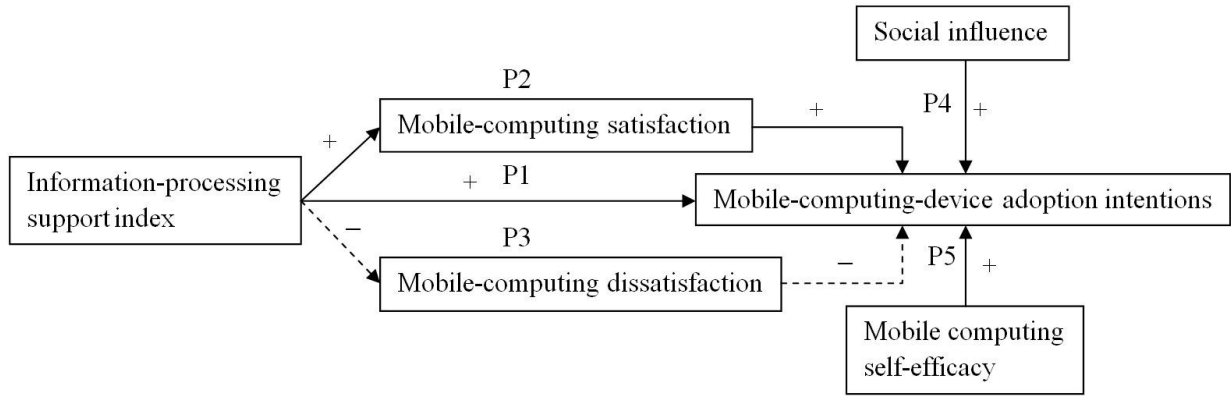 Social influence
P2
P4
+
Mobile-computing satisfaction
+
+
Information-processing
support index
+
P1
Mobile-computing-device adoption intentions
−
P3
Mobile-computing dissatisfaction
−
P5
+
Mobile computing
self-efficacy